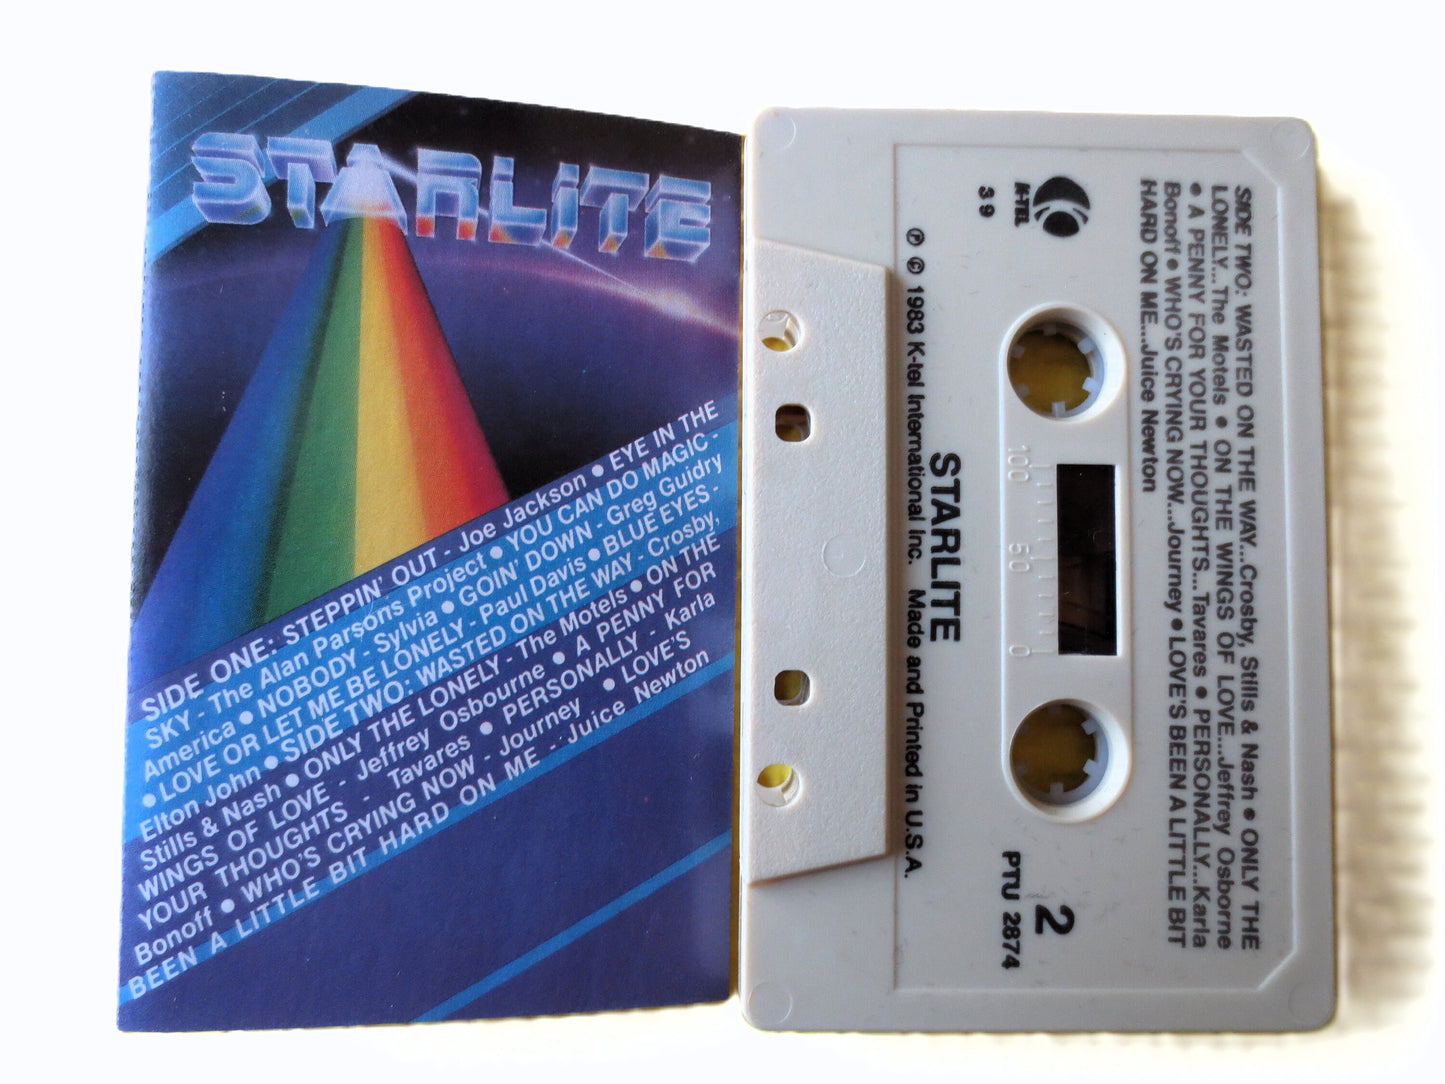 STARLITE
SIDE ONE: STEPPIN' OUT - Joe Jackson • EYE IN THE
SKY - The Alan Parsons Project • YOU CAN DO MAGIC -
America • NOBODY - Sylvia • GOIN' DOWN - Greg Guidry
• LOVE OR LET ME BE LONELY - Paul Davis • BLUE EYES -
Elton John • SIDE TWO: WASTED ON THE WAY - Crosby,
Stills & Nash • ONLY THE LONELY - The Motels • ON THE
WINGS OF LOVE - Jeffrey Osbourne • A PENNY FOR
YOUR THOUGHTS - Tavares • PERSONALLY - Karla
Bonoff • WHO'S CRYING NOW - Journey • LOVE'S
BEEN A LITTLE BIT HARD ON ME - Juice Newton
SIDE TWO: WASTED ON THE WAY...Crosby, Stills & Nash • ONLY THE
LONELY...The Motels • ON THE WINGS OF LOVE...Jeffrey Osborne
• A PENNY FOR YOUR THOUGHTS...Tavares • PERSONALLY...Karla
Bonoff • WHO'S CRYING NOW...Journey • LOVE'S BEEN A LITTLE BIT
HARD ON ME...Juice Newton
K-TEL
39
2
PTU 2874
100 50 0
STARLITE
℗ © 1983 K-tel International Inc. Made and Printed in U.S.A.